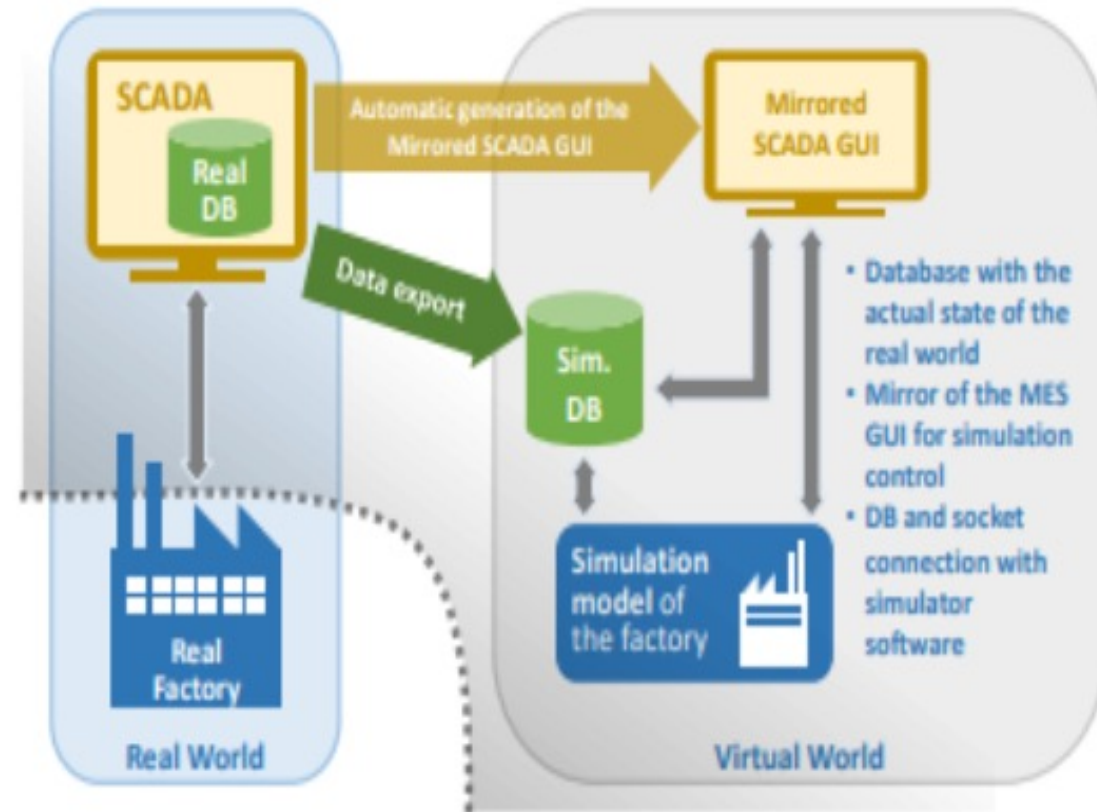 SCADA
Real
DB
Automatic generation of the
Mirrored SCADA GUI
Mirrored
SCADA GUI
Data export
Sim.
DB
• Database with the
actual state of the
real world
• Mirror of the MES
GUI for simulation
control
• DB and socket
connection with
simulator
software
Simulation
model of
the factory
Real
Factory
Real World
Virtual World